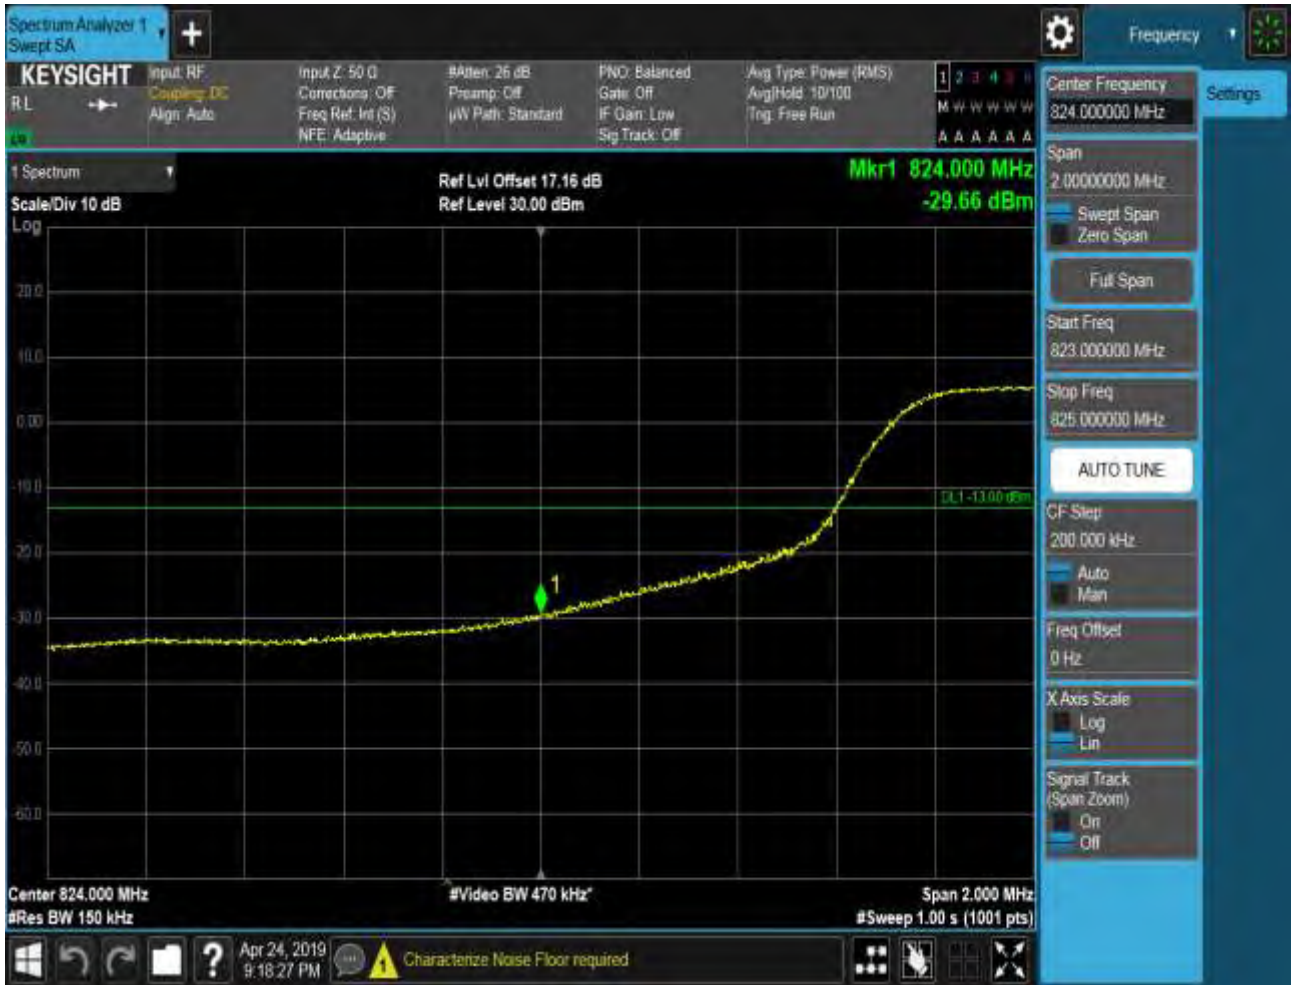 Spectrum Analyzer 1
Swept SA
+
Frequency
KEYSIGHT
RL
Input: RF
Coupling: DC
Align: Auto
Input Z: 50 Ω
Corrections: Off
Freq Ref: Int (S)
NFE: Adaptive
#Atten: 26 dB
Preamp: Off
µW Path: Standard
PNO: Balanced
Gate: Off
IF Gain: Low
Sig Track: Off
Avg Type: Power (RMS)
Avg|Hold: 10/100
Trig: Free Run
1 2 3 4 5 6
M W W W W W
A A A A A A
Center Frequency
824.000000 MHz
Settings
Span
2.00000000 MHz
Swept Span
Zero Span
Full Span
Start Freq
823.000000 MHz
Stop Freq
825.000000 MHz
AUTO TUNE
CF Step
200.000 kHz
Auto
Man
Freq Offset
0 Hz
X Axis Scale
Log
Lin
Signal Track
(Span Zoom)
On
Off
1 Spectrum
Scale/Div 10 dB
Log
Ref Lvl Offset 17.16 dB
Ref Level 30.00 dBm
Mkr1 824.000 MHz
-29.66 dBm
20.0
10.0
0.00
-10.0
DL1 -13.00 dBm
-20.0
1
-30.0
-40.0
-50.0
-60.0
Center 824.000 MHz
#Res BW 150 kHz
#Video BW 470 kHz*
Span 2.000 MHz
#Sweep 1.00 s (1001 pts)
?
Apr 24, 2019
9:18:27 PM
1
Characterize Noise Floor required